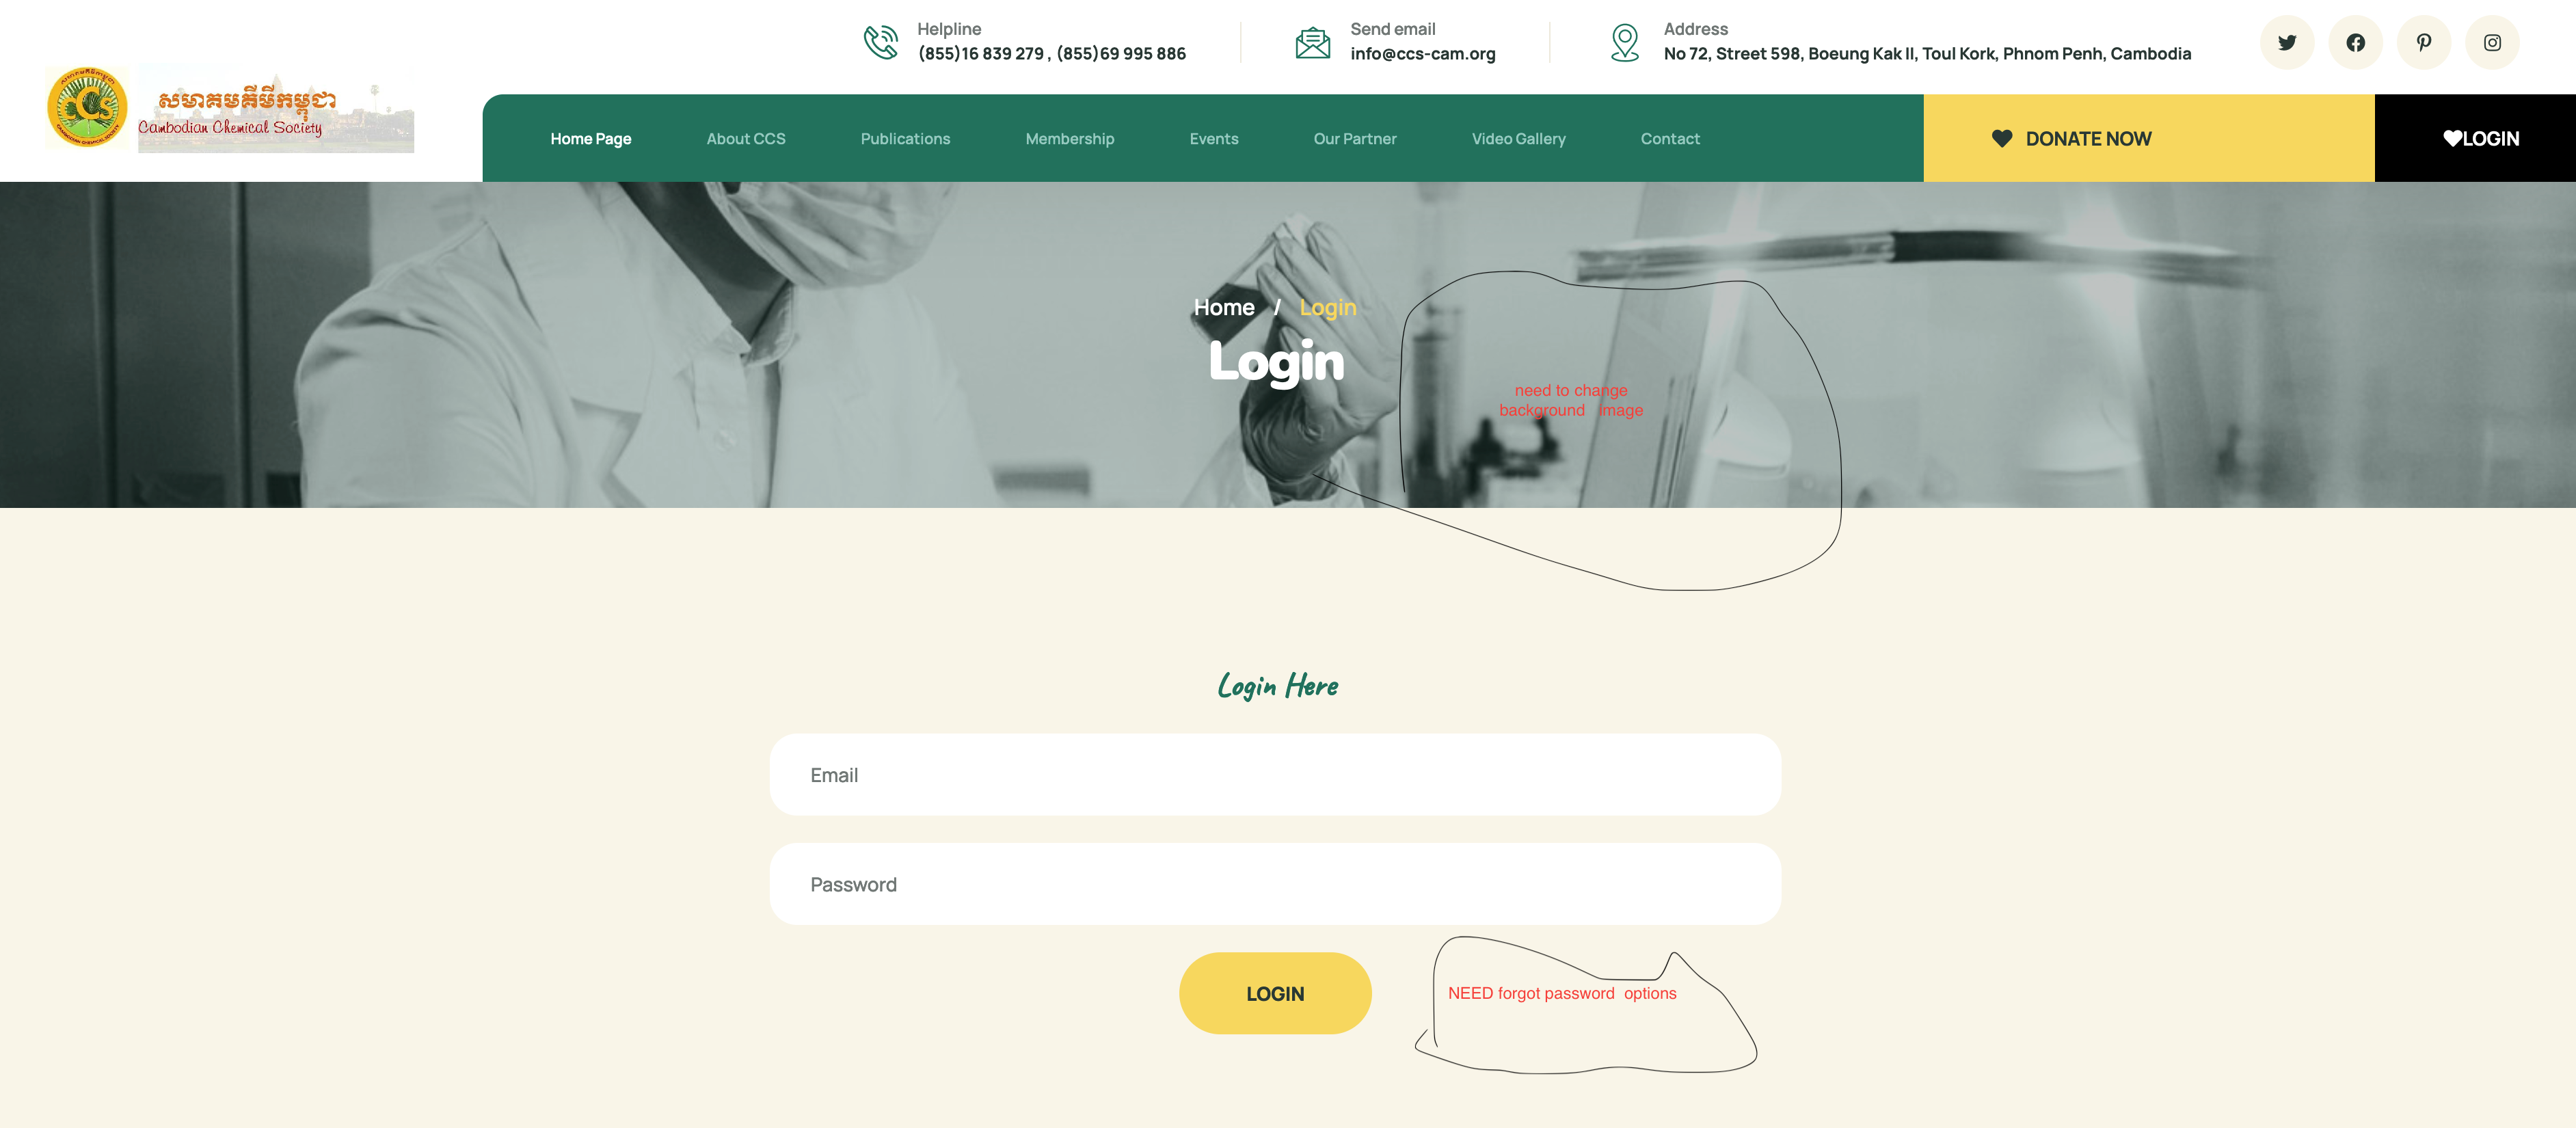 Helpline
(855)16 839 279 , (855)69 995 886
Send email
info@ccs-cam.org
Address
No 72, Street 598, Boeung Kak II, Toul Kork, Phnom Penh, Cambodia
CCS
សមាគមគីមីកម្ពុជា
Cambodian Chemical Society
Home Page
About CCS
Publications
Membership
Events
Our Partner
Video Gallery
Contact
DONATE NOW
LOGIN
Home / Login
Login
need to change
background image
Login Here
Email
Password
LOGIN
NEED forgot password options